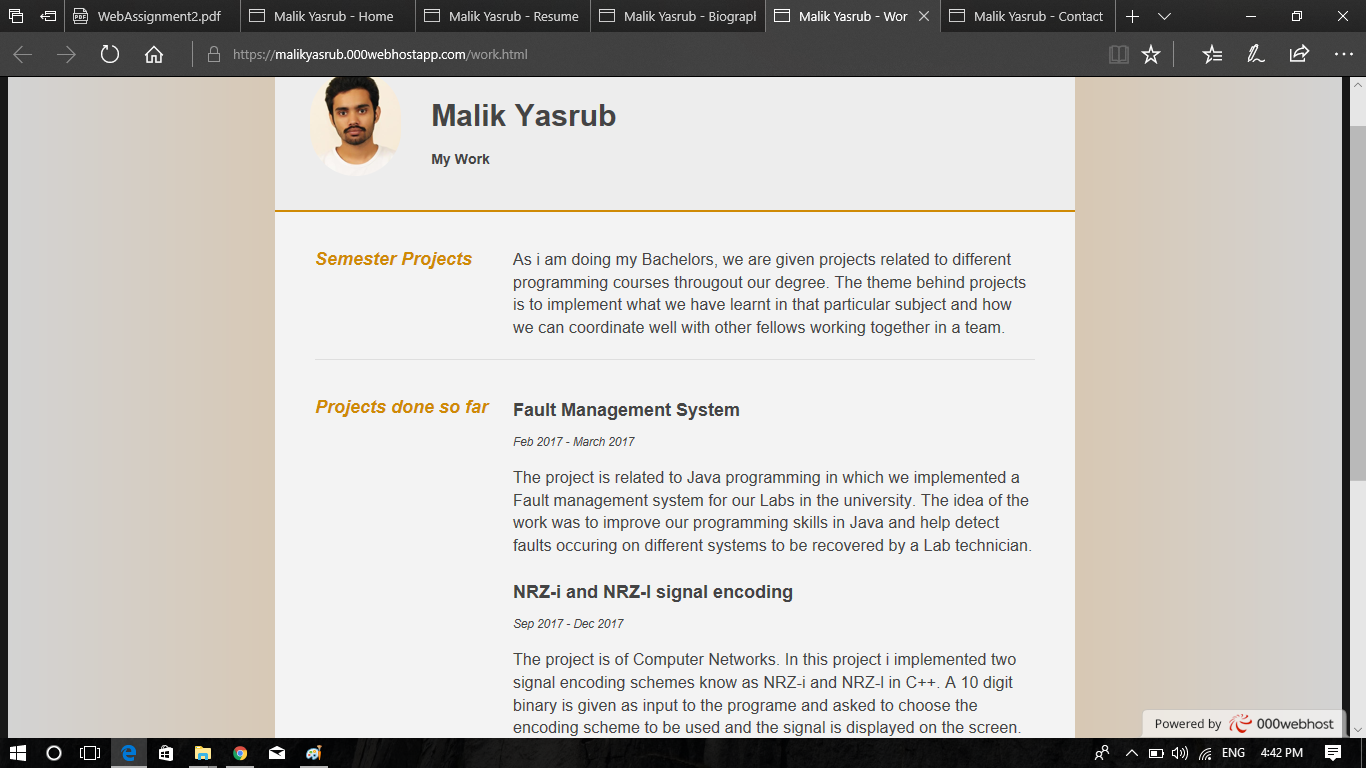 WebAssignment2.pdf
Malik Yasrub - Home
Malik Yasrub - Resume
Malik Yasrub - Biograpl
Malik Yasrub - Wor
Malik Yasrub - Contact
https://malikyasrub.000webhostapp.com/work.html
Malik Yasrub
My Work
Semester Projects
As i am doing my Bachelors, we are given projects related to different
programming courses througout our degree. The theme behind projects
is to implement what we have learnt in that particular subject and how
we can coordinate well with other fellows working together in a team.
Projects done so far
Fault Management System
Feb 2017 - March 2017
The project is related to Java programming in which we implemented a
Fault management system for our Labs in the university. The idea of the
work was to improve our programming skills in Java and help detect
faults occuring on different systems to be recovered by a Lab technician.
NRZ-i and NRZ-l signal encoding
Sep 2017 - Dec 2017
The project is of Computer Networks. In this project i implemented two
signal encoding schemes know as NRZ-i and NRZ-l in C++. A 10 digit
binary is given as input to the programe and asked to choose the
encoding scheme to be used and the signal is displayed on the screen.
Powered by 000webhost
ENG
4:42 PM